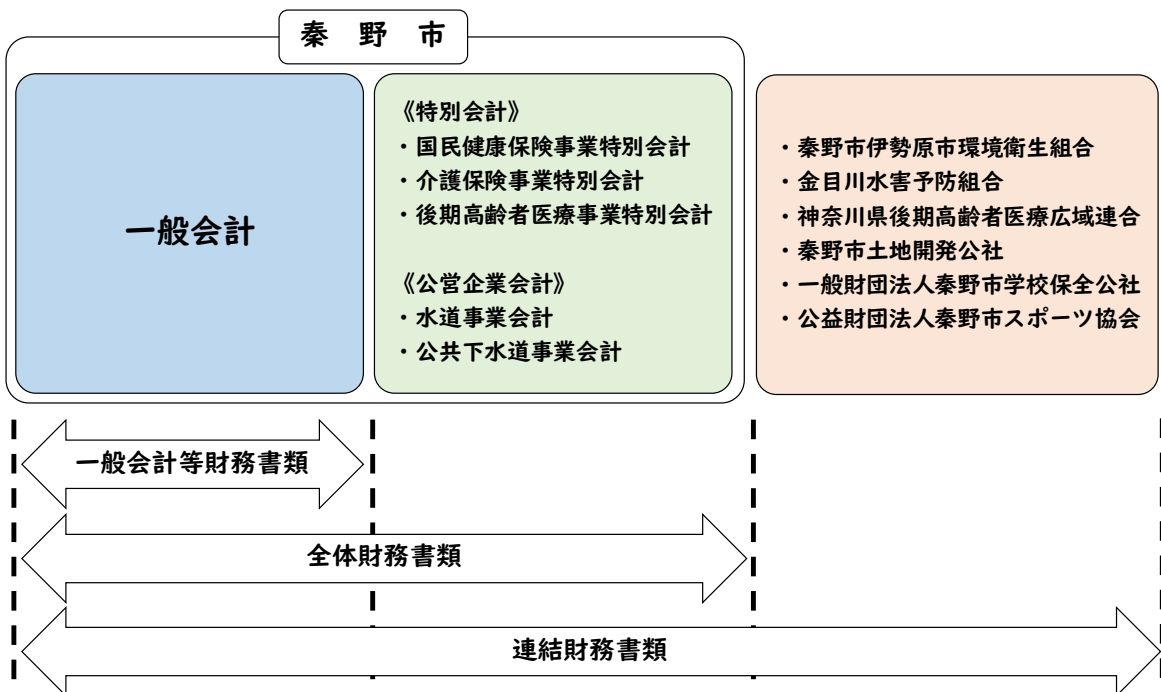 秦 野 市
一般会計
《特別会計》
・国民健康保険事業特別会計
・介護保険事業特別会計
・後期高齢者医療事業特別会計
《公営企業会計》
・水道事業会計
・公共下水道事業会計
・秦野市伊勢原市環境衛生組合
・金目川水害予防組合
・神奈川県後期高齢者医療広域連合
・秦野市土地開発公社
・一般財団法人秦野市学校保全公社
・公益財団法人秦野市スポーツ協会
一般会計等財務書類
全体財務書類
連結財務書類